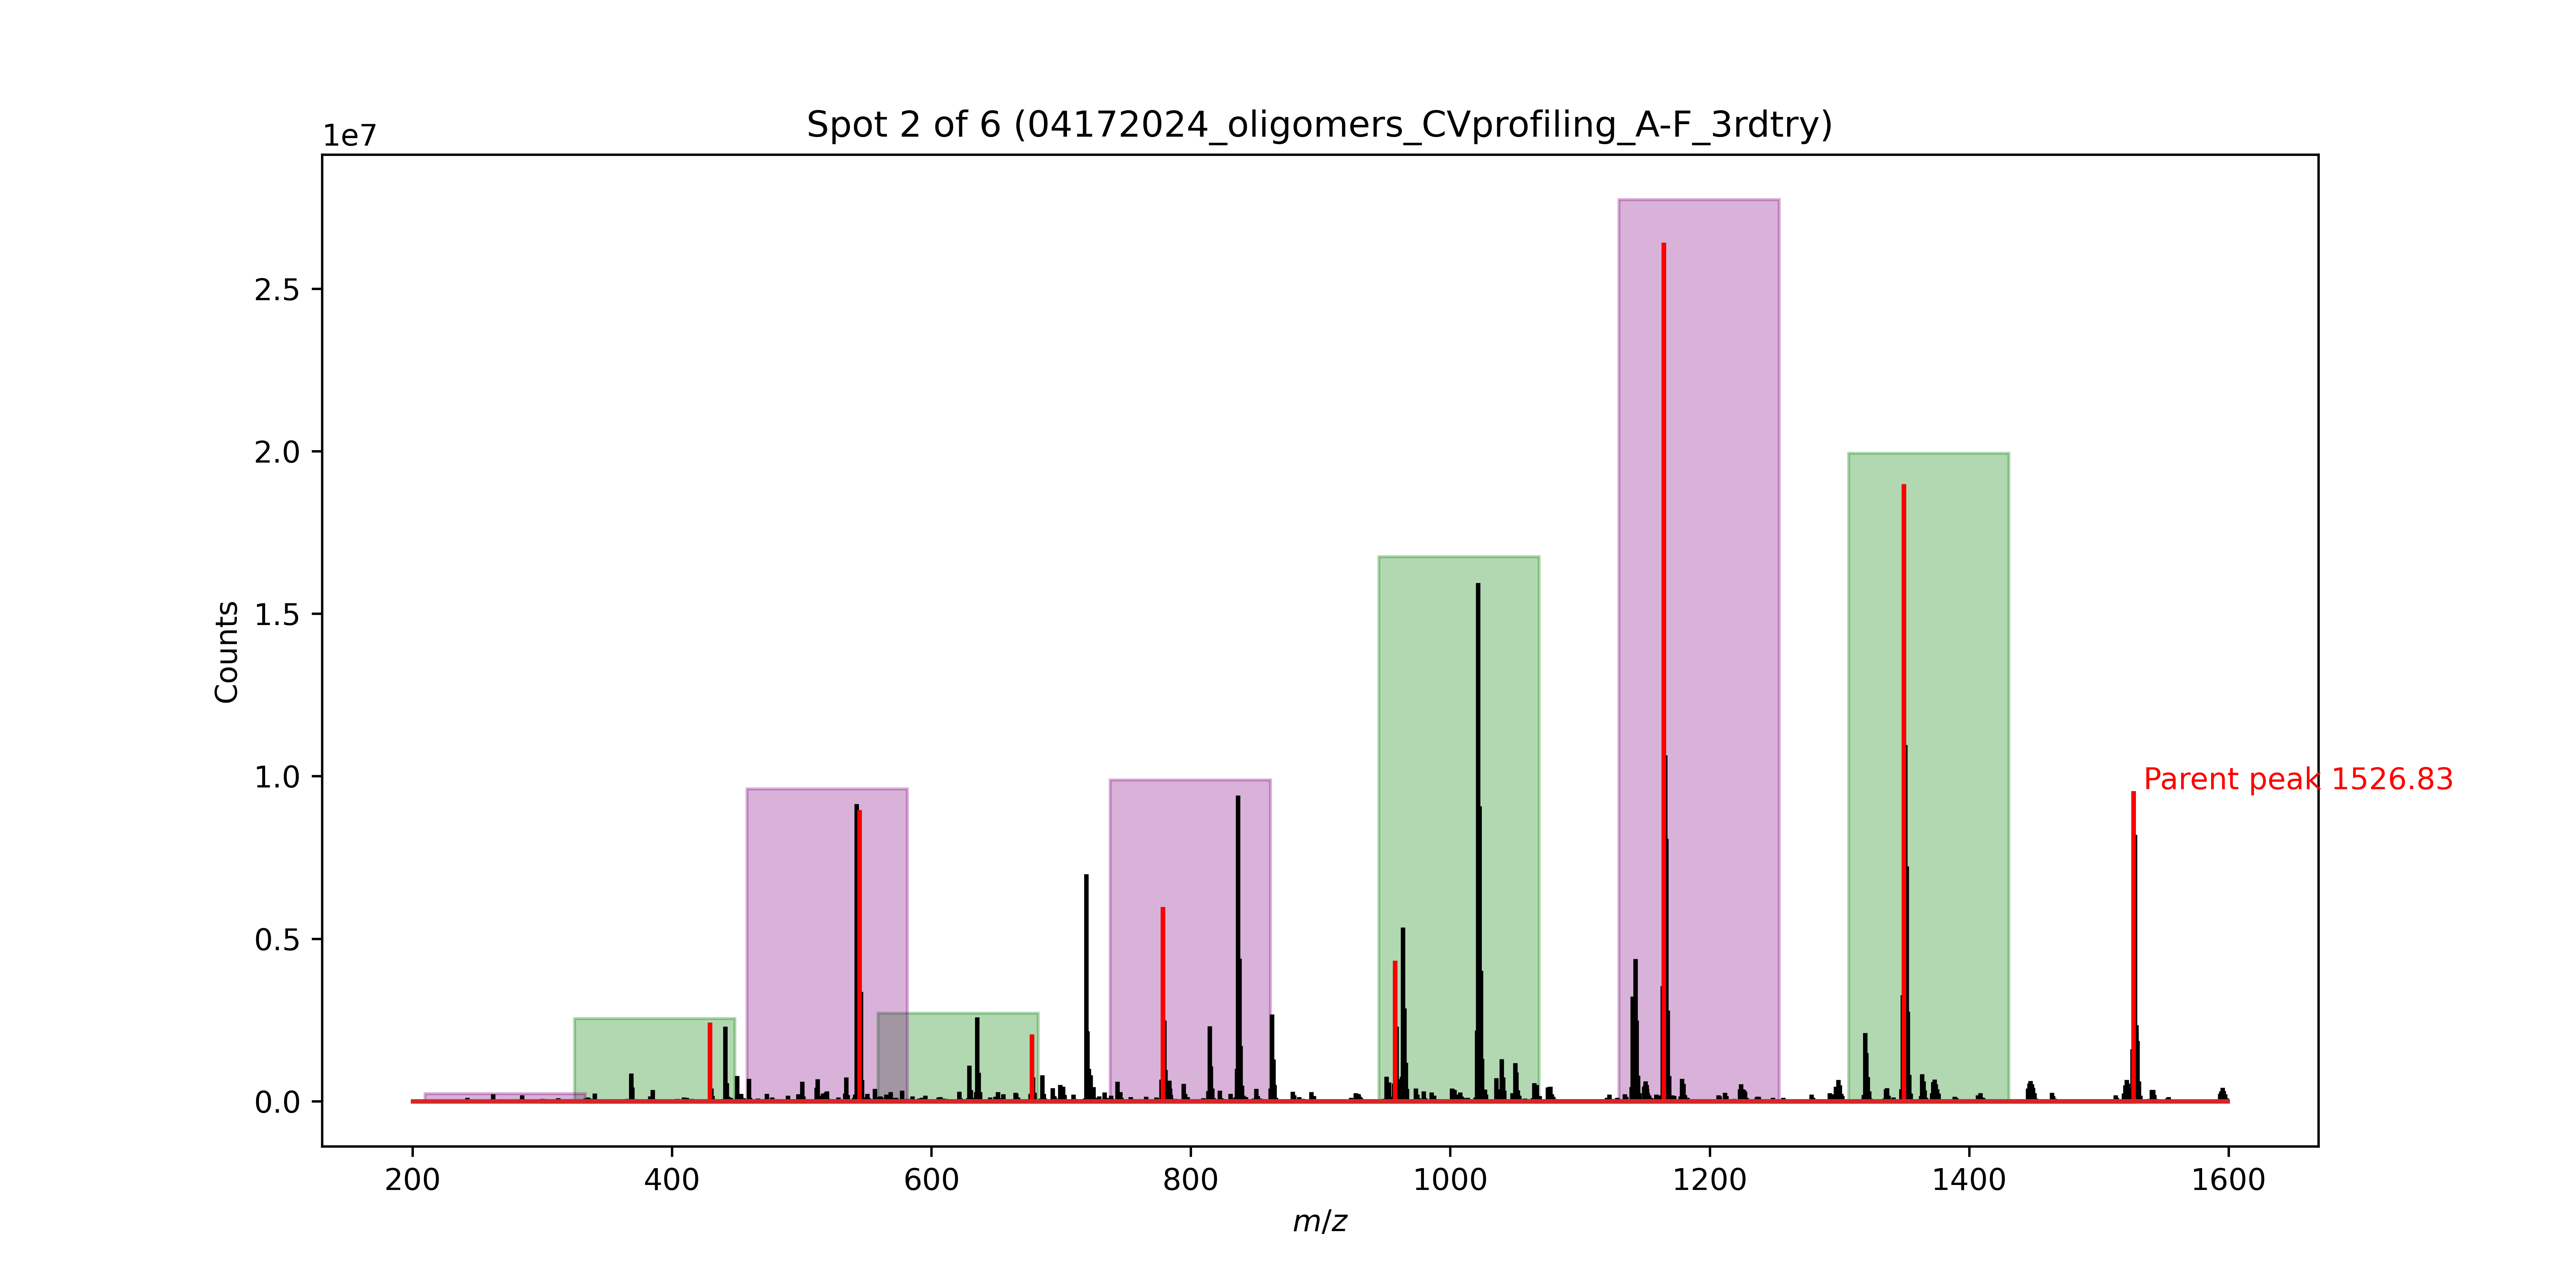 Spot 2 of 6 (04172024_oligomers_CVprofiling_A-F_3rdtry)
1e7
2.5
2.0
1.5
1.0
0.5
0.0
Counts
Parent peak 1526.83
200 400 600 800 1000 1200 1400 1600
m/z